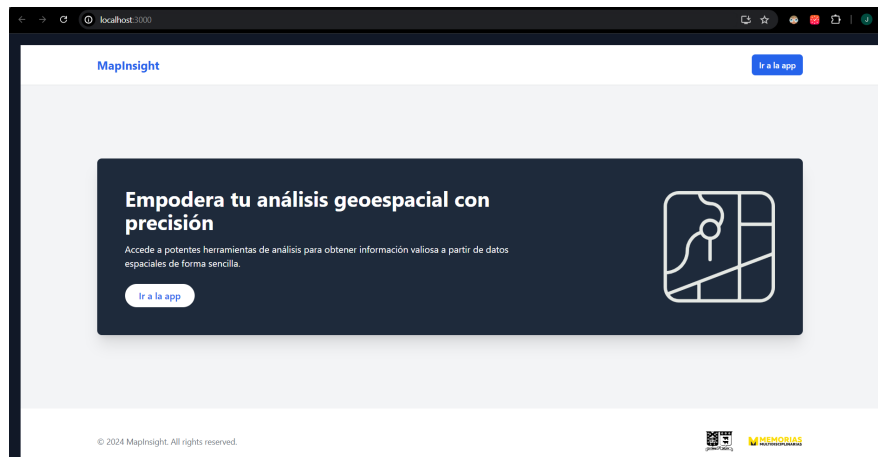 localhost:3000
J
MapInsight
Ir a la app
Empodera tu análisis geoespacial con
precisión
Accede a potentes herramientas de análisis para obtener información valiosa a partir de datos
espaciales de forma sencilla.
Ir a la app
© 2024 MapInsight. All rights reserved.
MEMORIAS
MULTIDISCIPLINARIAS